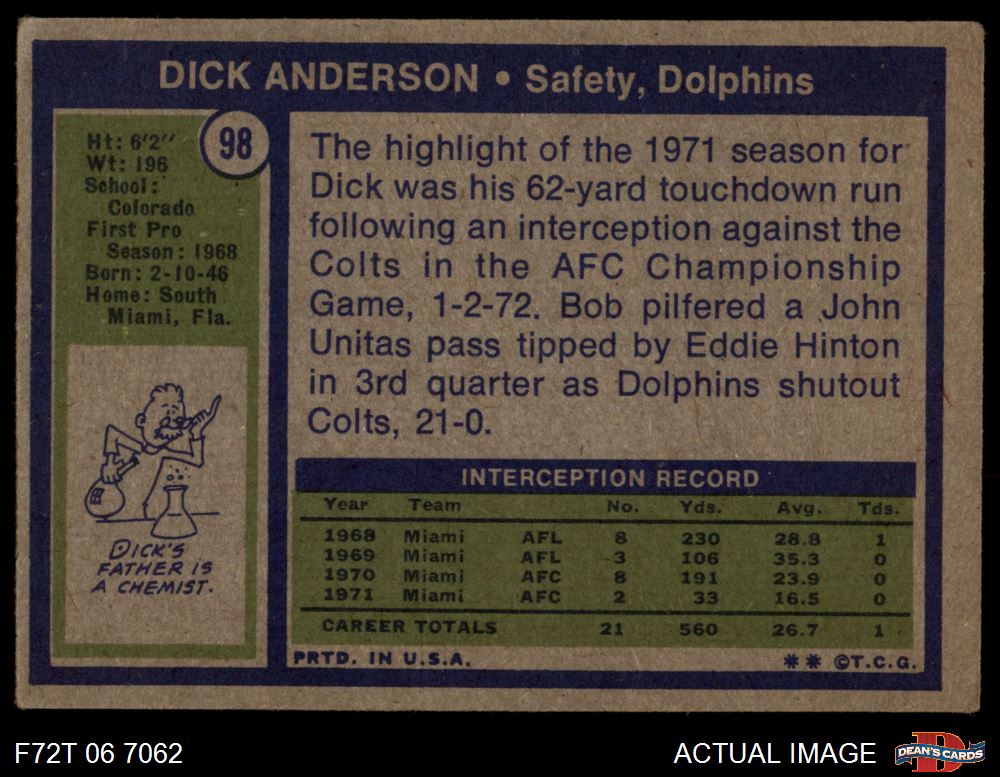 DICK ANDERSON • Safety, Dolphins
98
Ht: 6'2''
Wt: 196
School:
Colorado
First Pro
Season: 1968
Born: 2-10-46
Home: South
Miami, Fla.
DICK'S
FATHER IS
A CHEMIST.
The highlight of the 1971 season for
Dick was his 62-yard touchdown run
following an interception against the
Colts in the AFC Championship
Game, 1-2-72. Bob pilfered a John
Unitas pass tipped by Eddie Hinton
in 3rd quarter as Dolphins shutout
Colts, 21-0.
INTERCEPTION RECORD
Year Team No. Yds. Avg. Tds.
1968 Miami AFL 8 230 28.8 1
1969 Miami AFL 3 106 35.3 0
1970 Miami AFC 8 191 23.9 0
1971 Miami AFC 2 33 16.5 0
CAREER TOTALS 21 560 26.7 1
PRTD. IN U.S.A. ** ©T.C.G.
F72T 06 7062 ACTUAL IMAGE D DEAN'S CARDS